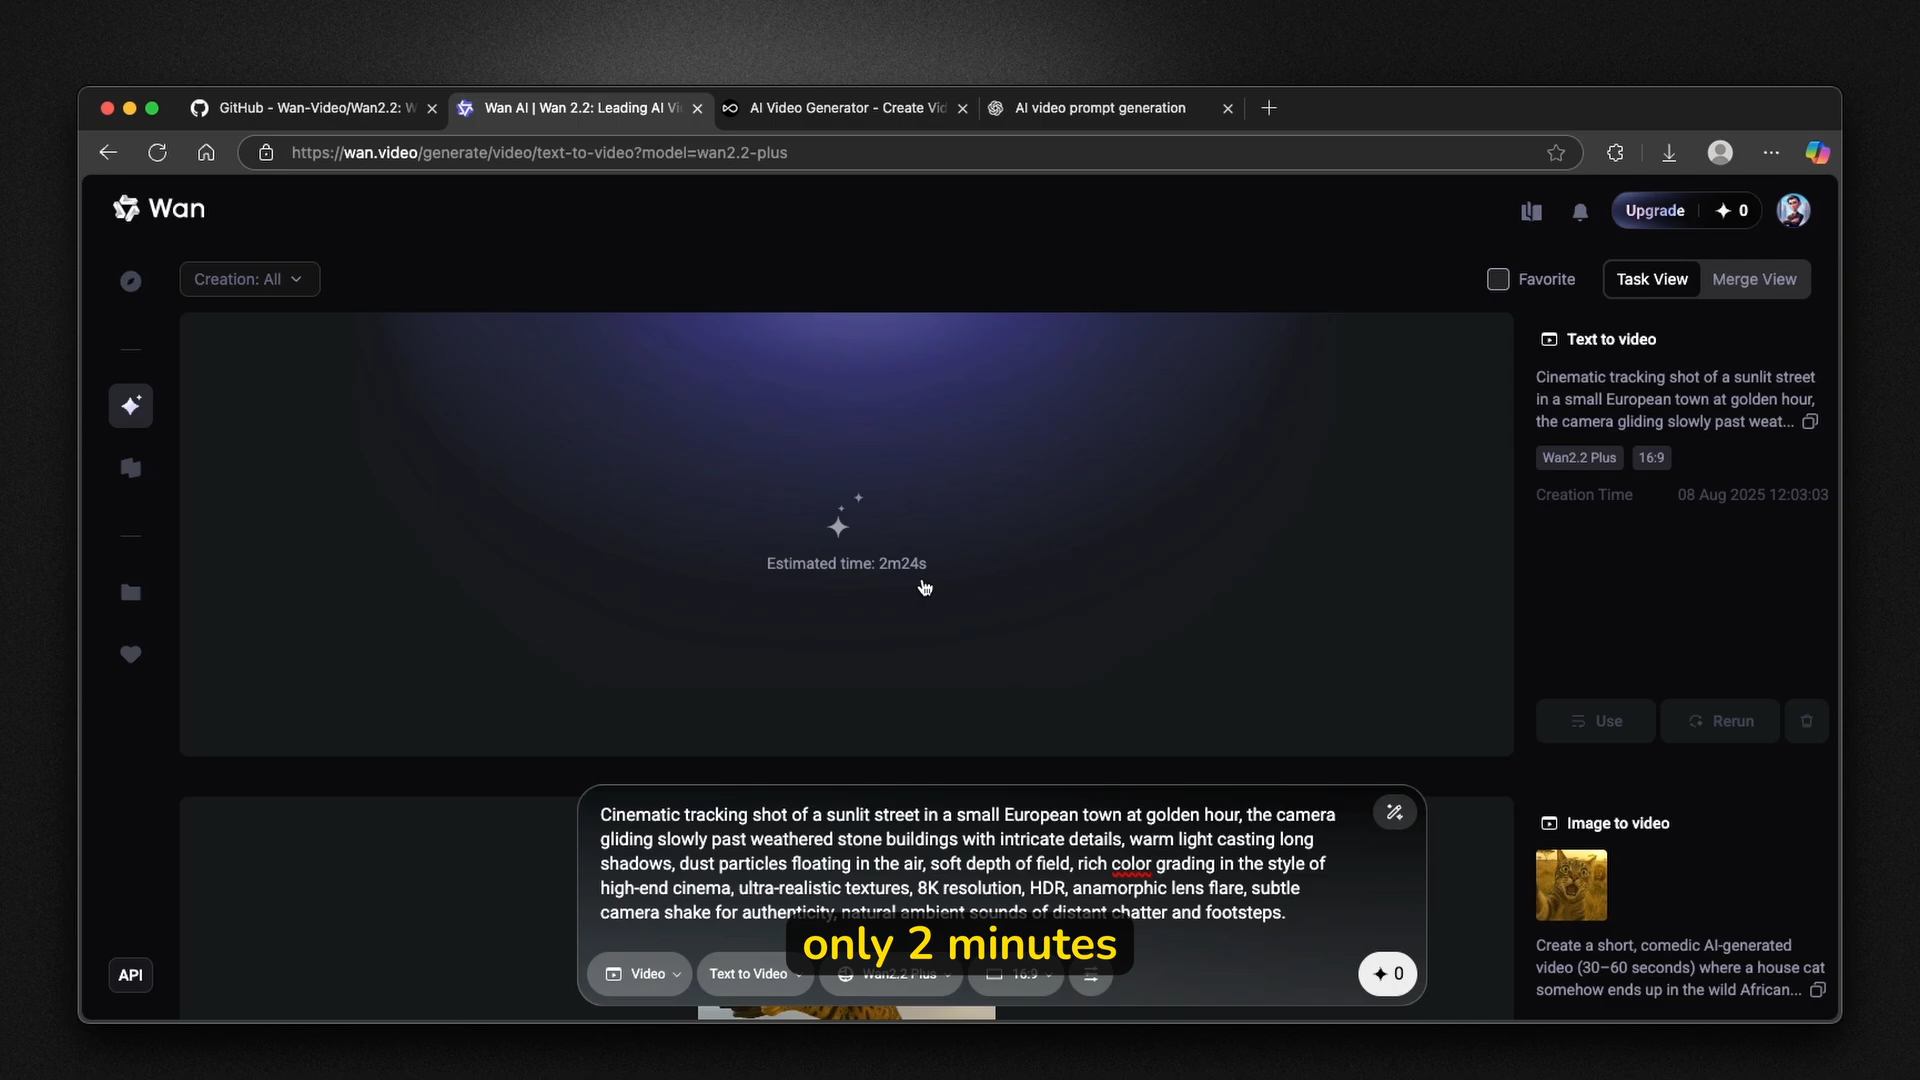 GitHub - Wan-Video/Wan2.2: W
Wan AI | Wan 2.2: Leading AI Vi
AI Video Generator - Create Vid
AI video prompt generation
https://wan.video/generate/video/text-to-video?model=wan2.2-plus
Wan
Upgrade
0
Creation: All
Favorite
Task View
Merge View
Estimated time: 2m24s
Text to video
Cinematic tracking shot of a sunlit street
in a small European town at golden hour,
the camera gliding slowly past weat...
Wan2.2 Plus
16:9
Creation Time
08 Aug 2025 12:03:03
Use
Rerun
Cinematic tracking shot of a sunlit street in a small European town at golden hour, the camera
gliding slowly past weathered stone buildings with intricate details, warm light casting long
shadows, dust particles floating in the air, soft depth of field, rich color grading in the style of
high-end cinema, ultra-realistic textures, 8K resolution, HDR, anamorphic lens flare, subtle
camera shake for authenticity, natural ambient sounds of distant chatter and footsteps.
only 2 minutes
Video
Text to Video
Wan2.2 Plus
16:9
0
Image to video
Create a short, comedic AI-generated
video (30–60 seconds) where a house cat
somehow ends up in the wild African...
API